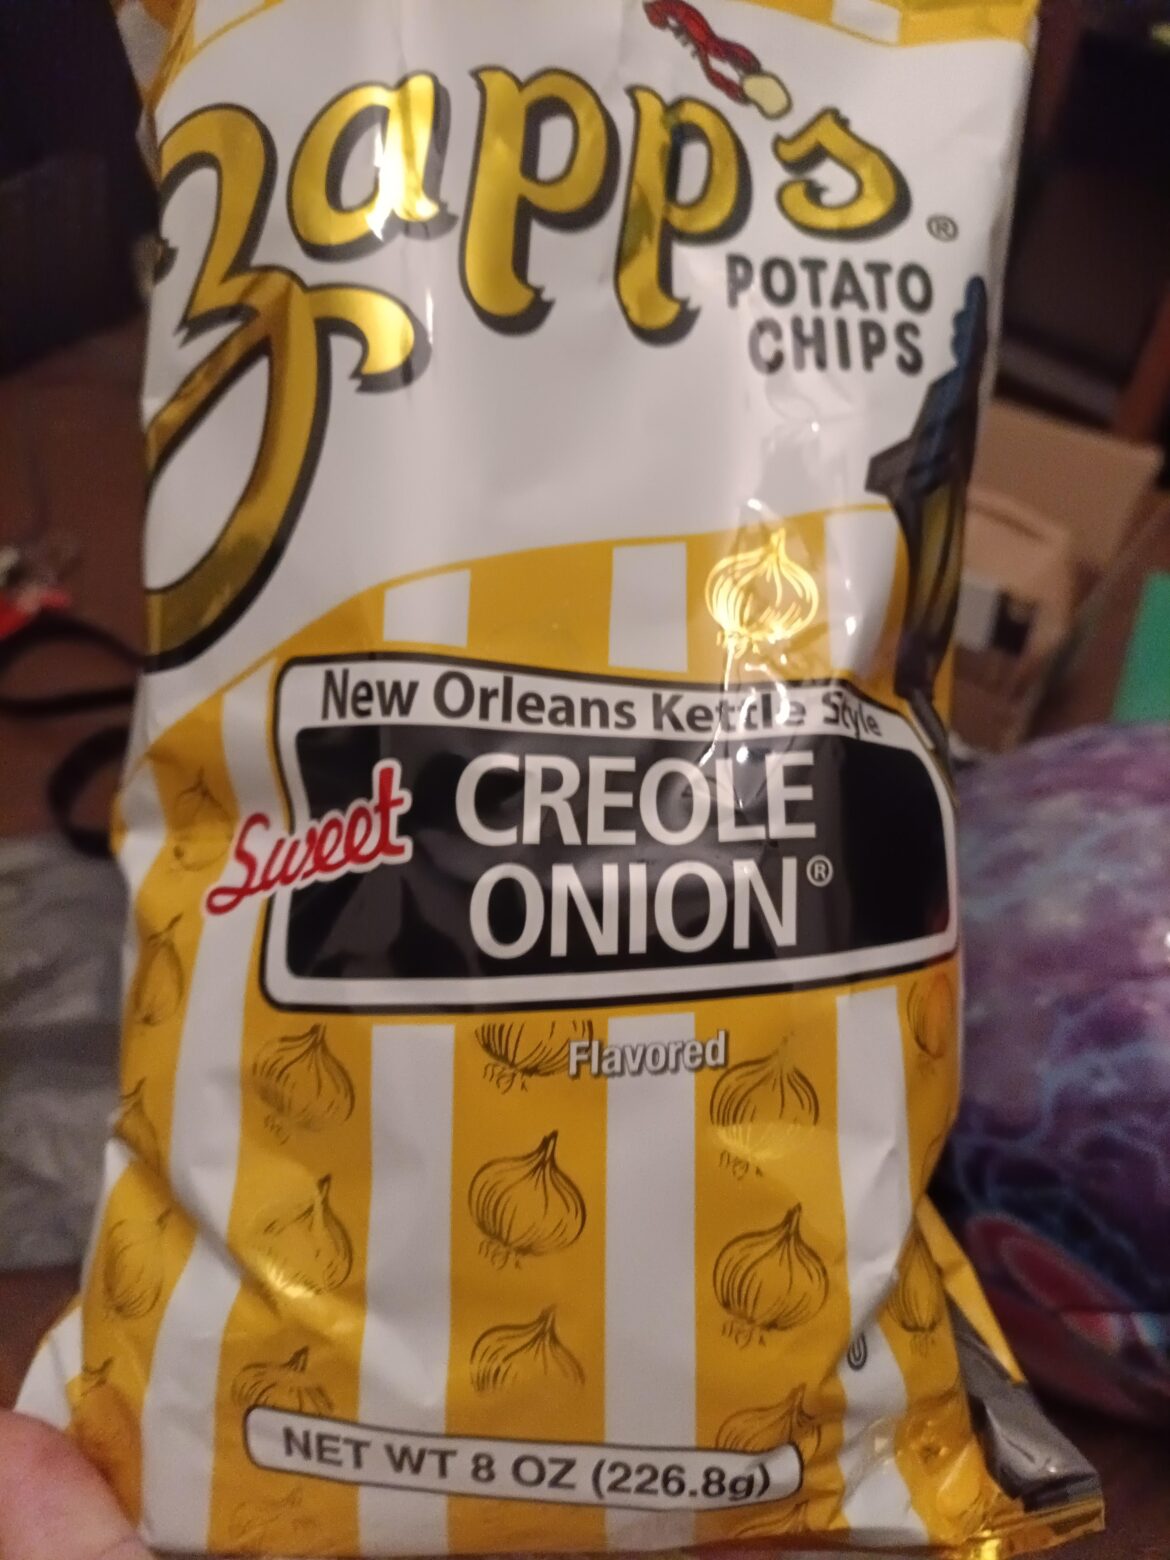 Zapp's®
POTATO
CHIPS
New Orleans Kettle Style
Sweet
CREOLE
ONION®
Flavored
NET WT 8 OZ (226.8g)